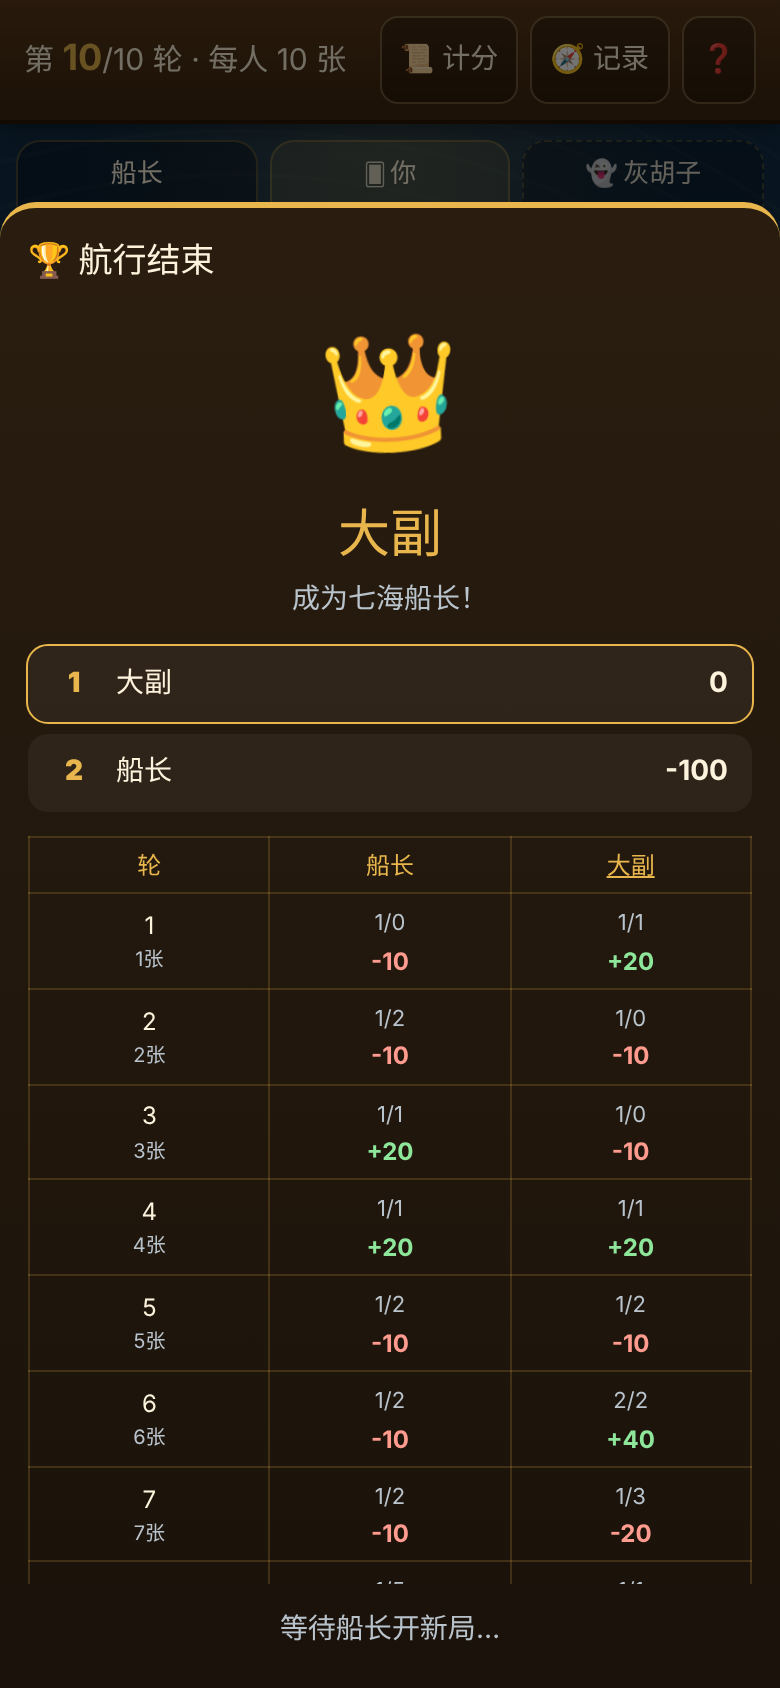 第 10/10 轮 · 每人 10 张
计分
记录
船长
你
灰胡子
航行结束
大副
成为七海船长！
1 大副 0
2 船长 -100
轮 船长 大副
1 1/0 1/1
1张 -10 +20
2 1/2 1/0
2张 -10 -10
3 1/1 1/0
3张 +20 -10
4 1/1 1/1
4张 +20 +20
5 1/2 1/2
5张 -10 -10
6 1/2 2/2
6张 -10 +40
7 1/2 1/3
7张 -10 -20
等待船长开新局...